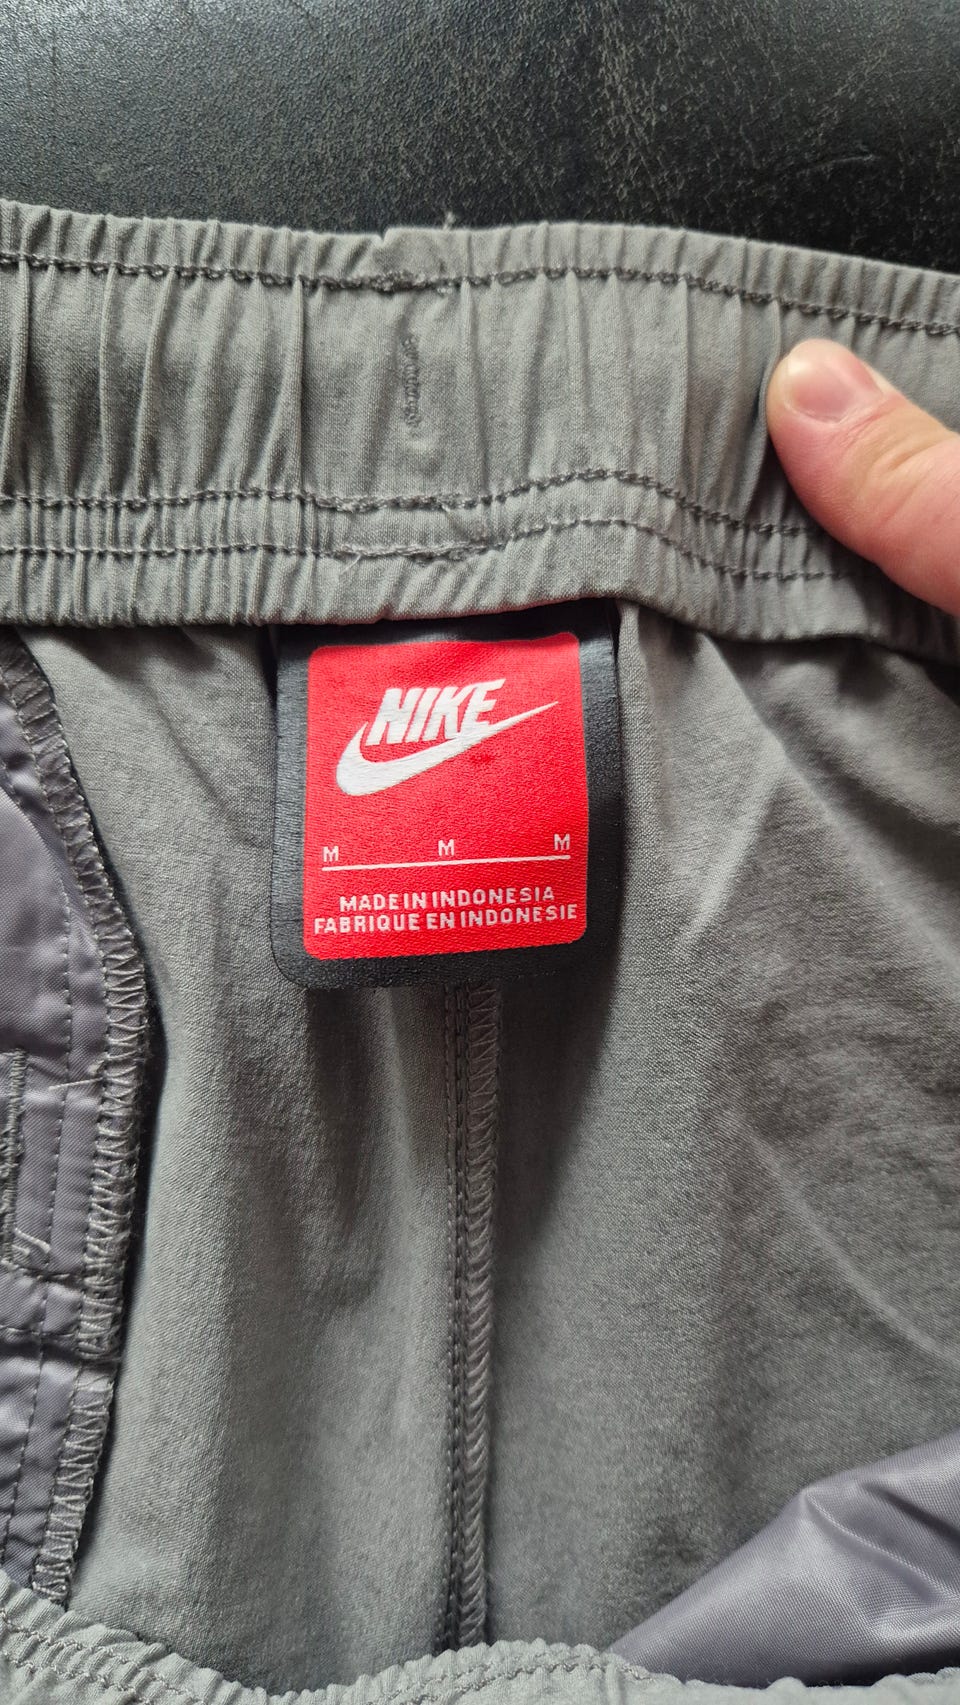 NIKE
M M M
MADE IN INDONESIA
FABRIQUE EN INDONESIE